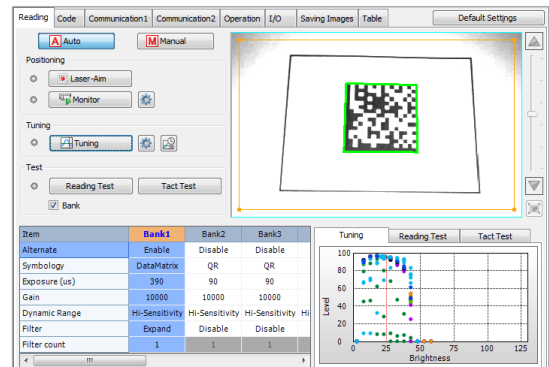 Reading Code Communication1 Communication2 Operation I/O Saving Images Table Default Settings
A Auto M Manual
Positioning
Laser-Aim
Monitor
Tuning
Tuning
Test
Reading Test Tact Test
Bank
Item Bank1 Bank2 Bank3
Alternate Enable Disable Disable
Symbology DataMatrix QR QR
Exposure (us) 390 90 90
Gain 10000 10000 10000
Dynamic Range Hi-Sensitivity Hi-Sensitivity Hi-Sensitivity Hi
Filter Expand Disable Disable
Filter count 1 1 1
Tuning Reading Test Tact Test
100
80
60
40
20
0
Level
0 25 50 75 100 125
Brightness